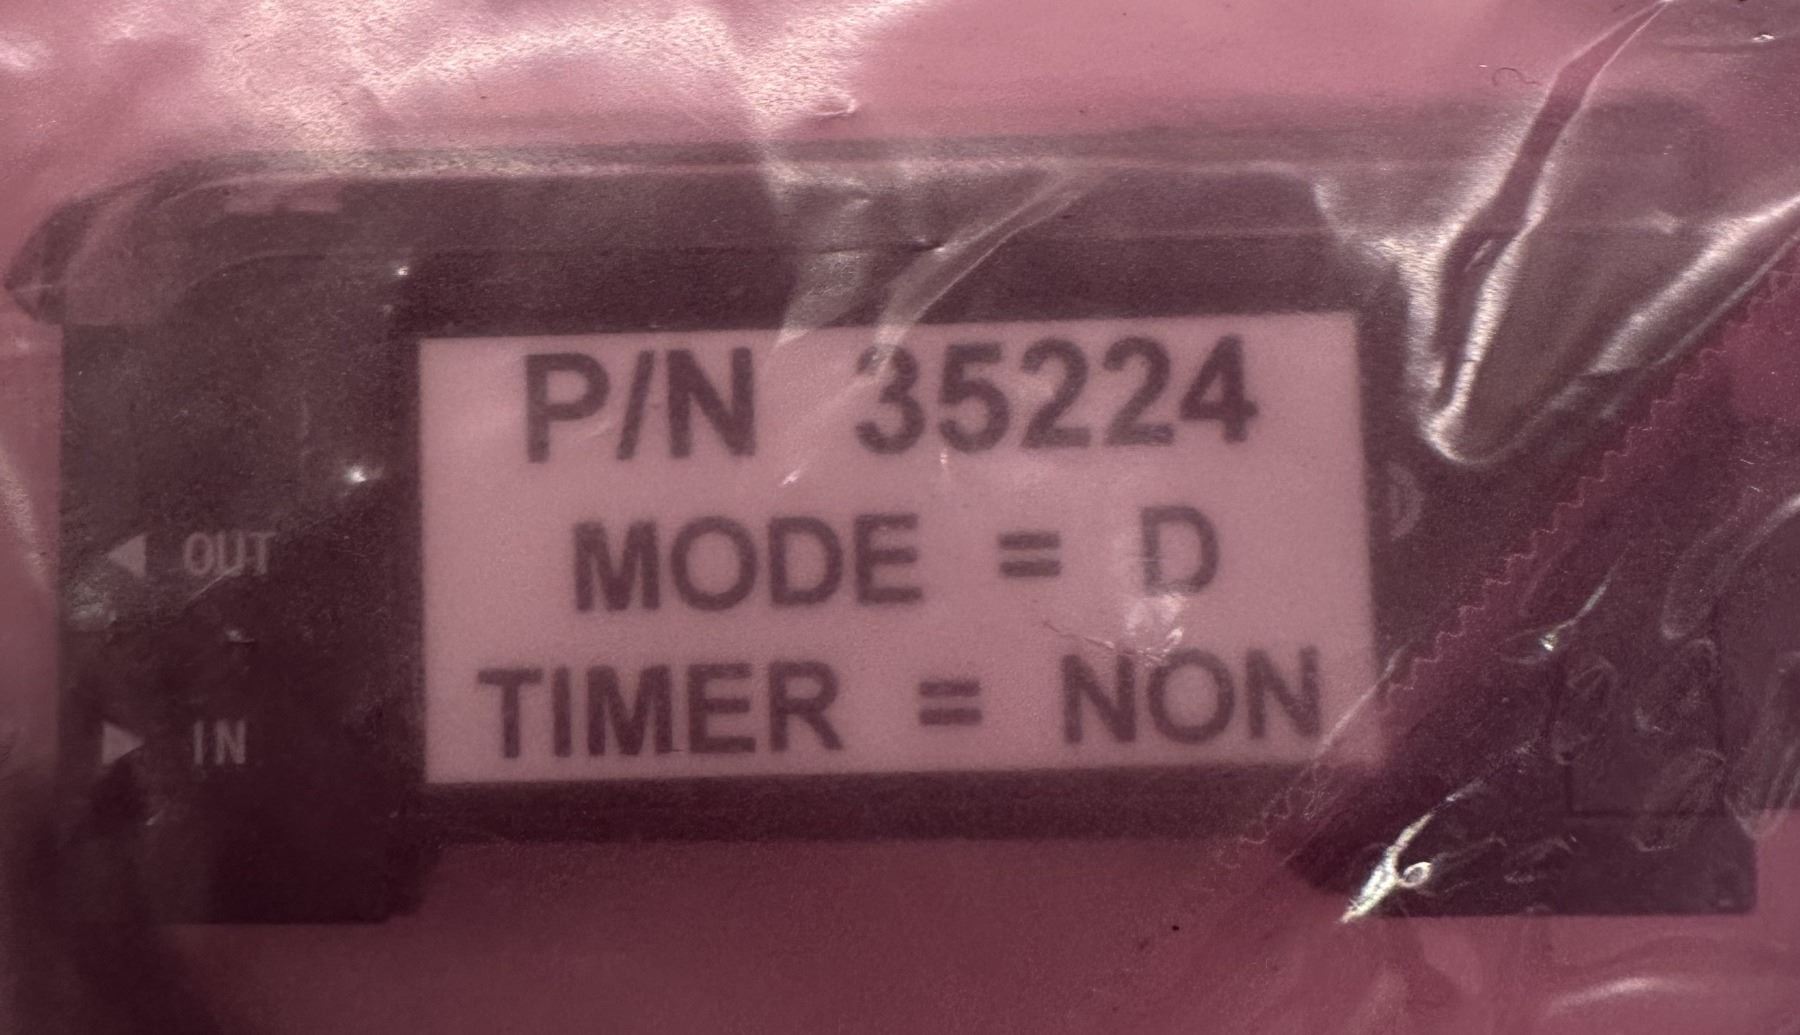 P/N 35224
MODE = D
TIMER = NON
◀ OUT
▶ IN